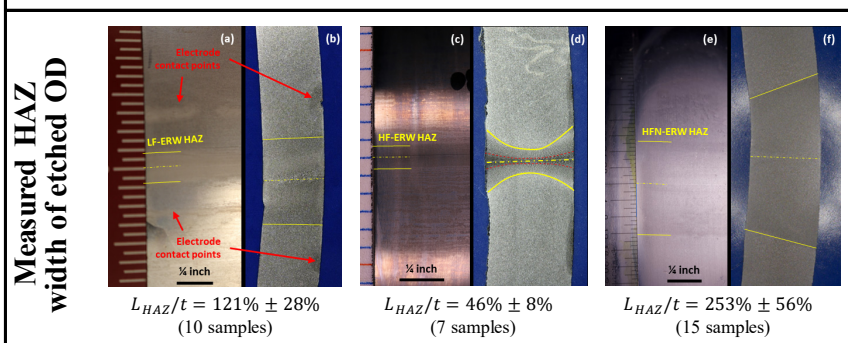 Measured HAZ
width of etched OD
(a)
Electrode
contact points
LF-ERW HAZ
Electrode
contact points
¼ inch
(b)
(c)
HF-ERW HAZ
¼ inch
(d)
(e)
HFN-ERW HAZ
¼ inch
(f)
L_HAZ/t = 121% ± 28%
(10 samples)
L_HAZ/t = 46% ± 8%
(7 samples)
L_HAZ/t = 253% ± 56%
(15 samples)